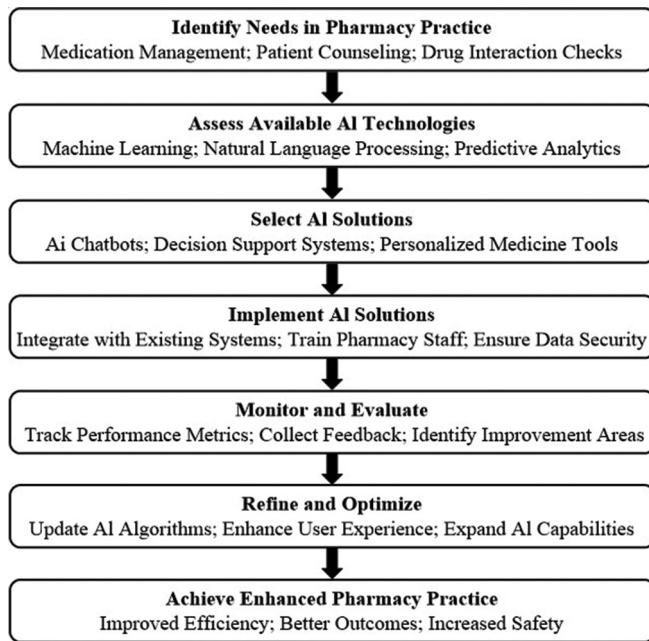 Identify Needs in Pharmacy Practice
Medication Management; Patient Counseling; Drug Interaction Checks
Assess Available AI Technologies
Machine Learning; Natural Language Processing; Predictive Analytics
Select AI Solutions
Ai Chatbots; Decision Support Systems; Personalized Medicine Tools
Implement AI Solutions
Integrate with Existing Systems; Train Pharmacy Staff; Ensure Data Security
Monitor and Evaluate
Track Performance Metrics; Collect Feedback; Identify Improvement Areas
Refine and Optimize
Update AI Algorithms; Enhance User Experience; Expand AI Capabilities
Achieve Enhanced Pharmacy Practice
Improved Efficiency; Better Outcomes; Increased Safety